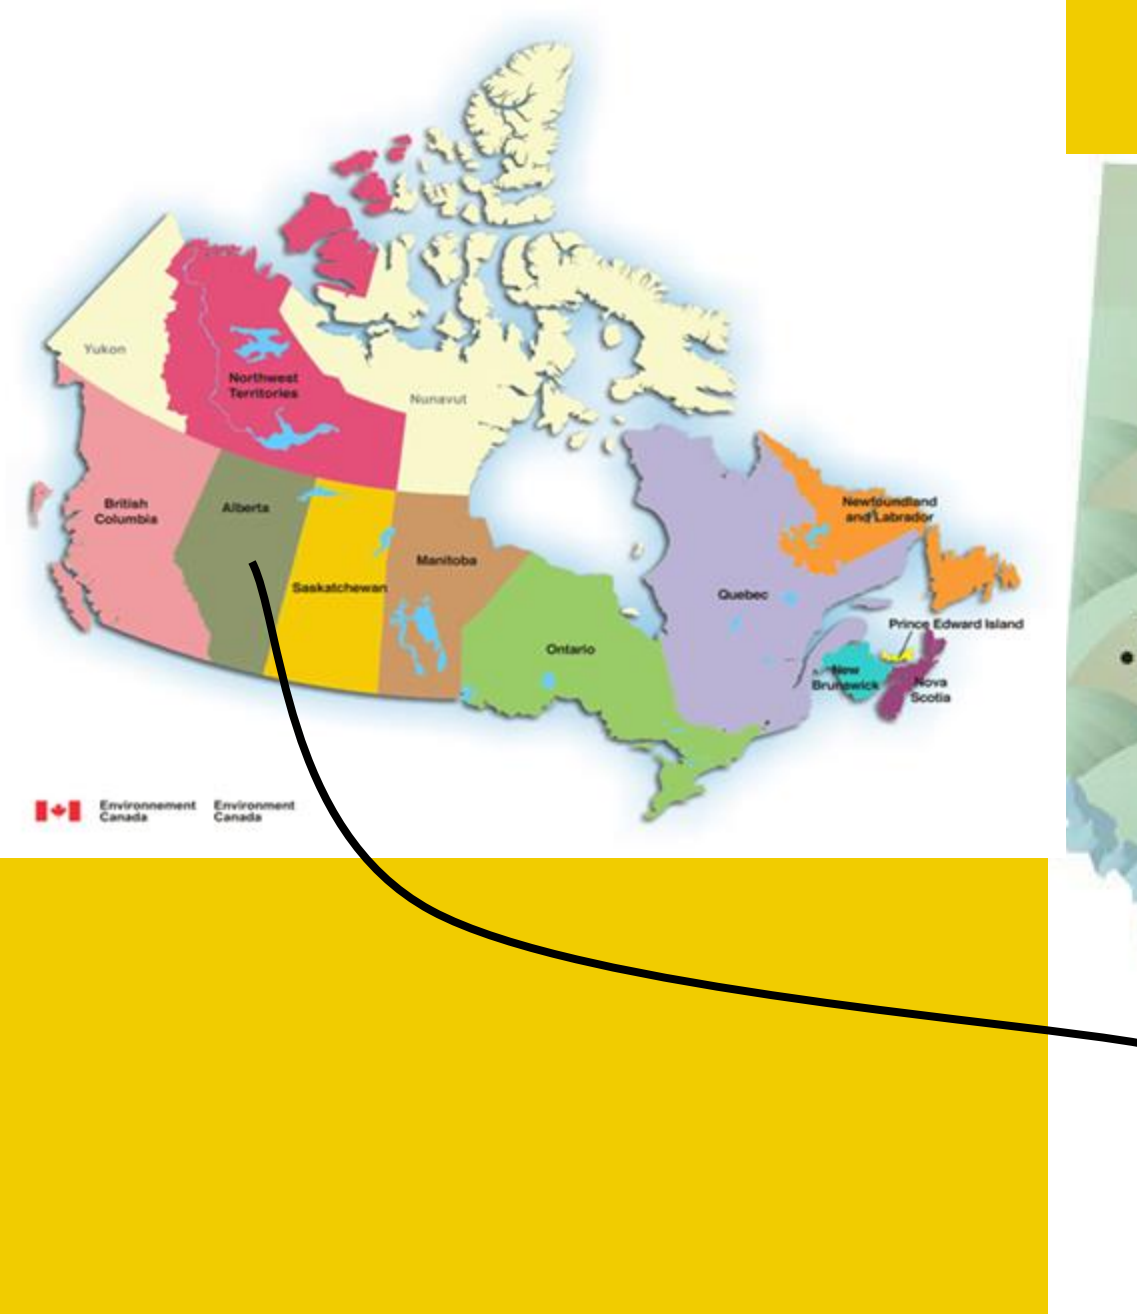 Yukon
Northwest
Territories
Nunavut
British
Columbia
Alberta
Saskatchewan
Manitoba
Ontario
Quebec
Newfoundland
and Labrador
Prince Edward Island
New
Brunswick
Nova
Scotia
Environnement
Canada
Environment
Canada